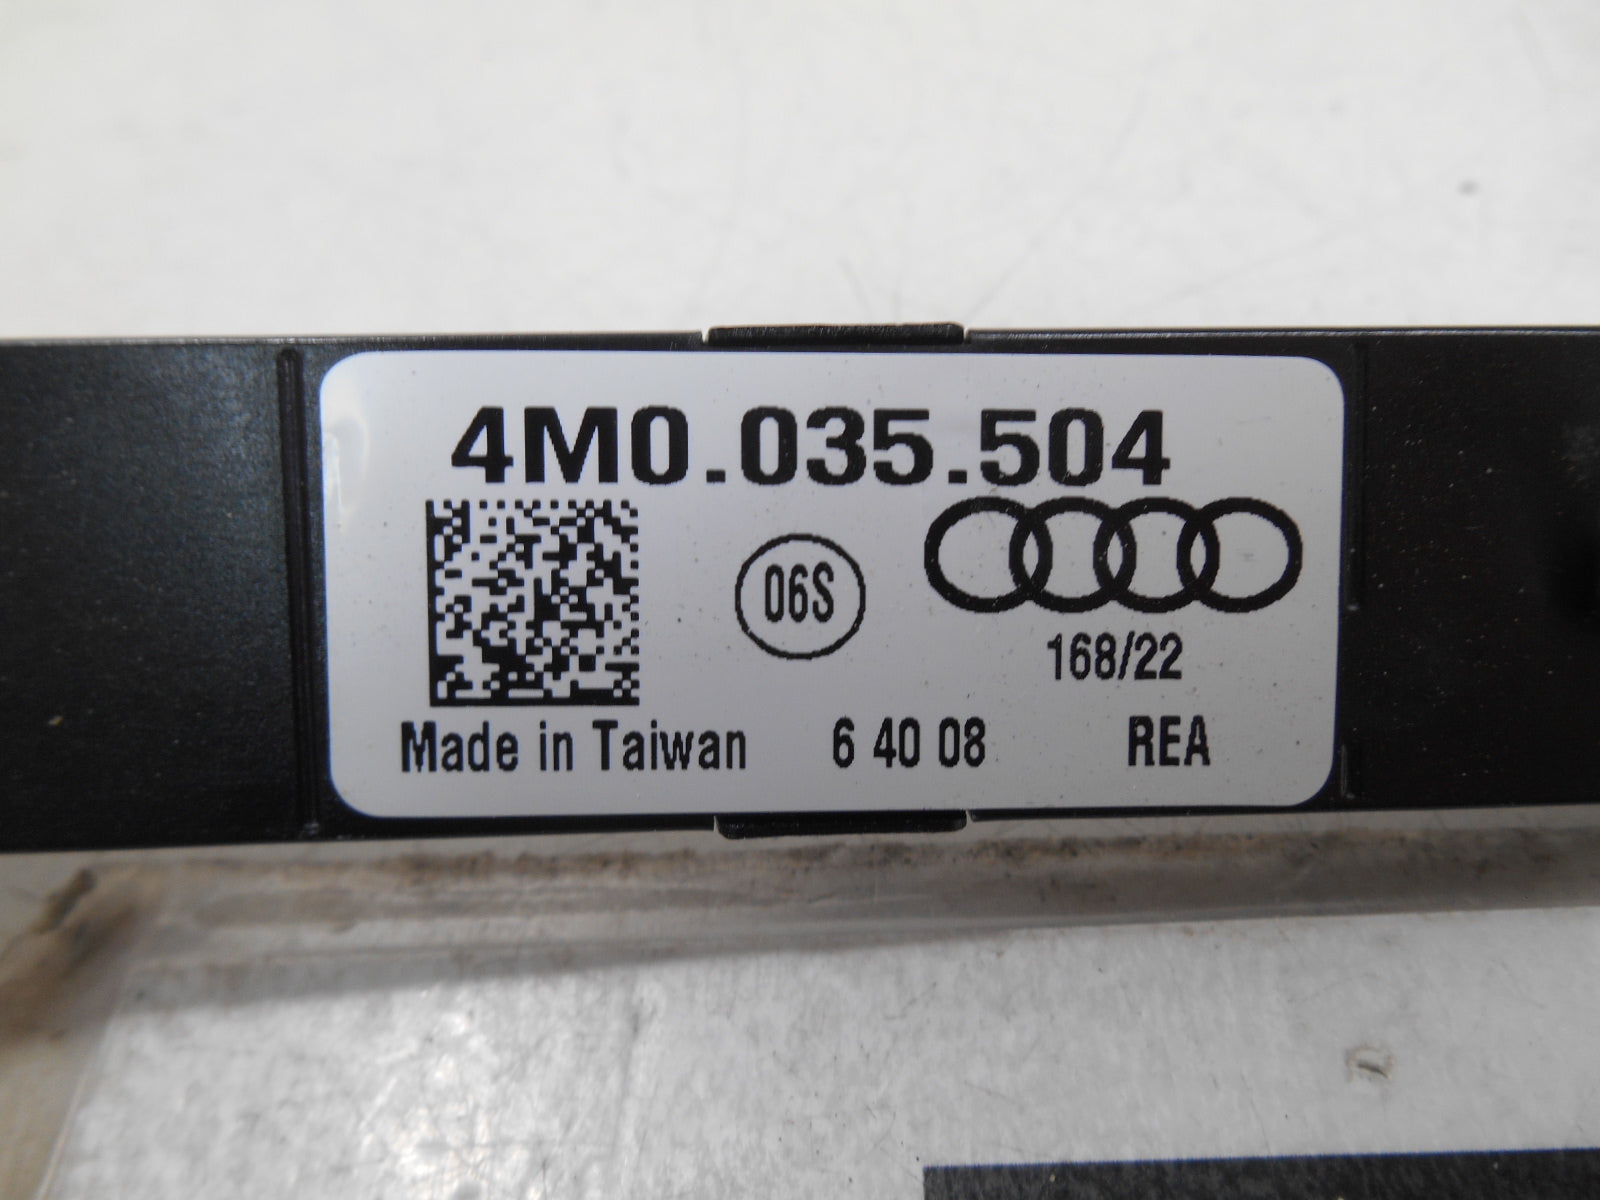 4M0.035.504
06S
168/22
Made in Taiwan 6 40 08 REA